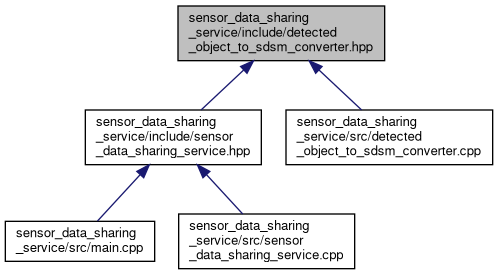 sensor_data_sharing
_service/include/detected
_object_to_sdsm_converter.hpp
sensor_data_sharing
_service/include/sensor
_data_sharing_service.hpp
sensor_data_sharing
_service/src/detected
_object_to_sdsm_converter.cpp
sensor_data_sharing
_service/src/main.cpp
sensor_data_sharing
_service/src/sensor
_data_sharing_service.cpp